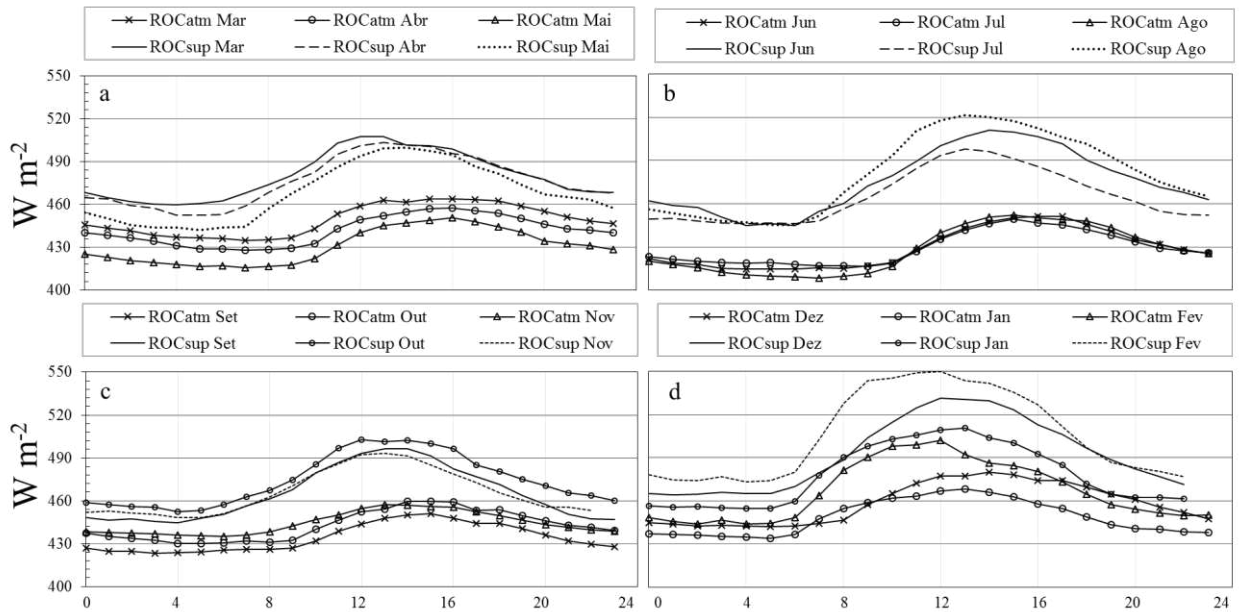 ROCatm Mar ROCatm Abr ROCatm Mai
ROCsup Mar ROCsup Abr ROCsup Mai
ROCatm Jun ROCatm Jul ROCatm Ago
ROCsup Jun ROCsup Jul ROCsup Ago
W m-2
550
520
490
460
430
400
a
b
ROCatm Set ROCatm Out ROCatm Nov
ROCsup Set ROCsup Out ROCsup Nov
ROCatm Dez ROCatm Jan ROCatm Fev
ROCsup Dez ROCsup Jan ROCsup Fev
W m-2
550
520
490
460
430
400
c
d
0 4 8 12 16 20 24
0 4 8 12 16 20 24